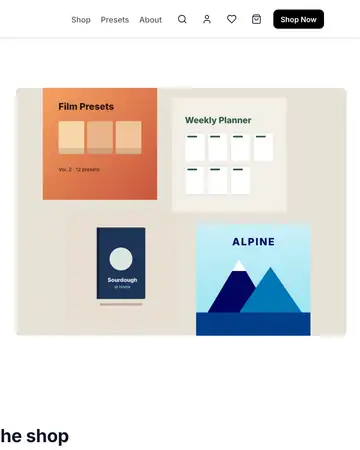 Shop Presets About Shop Now
Film Presets
Vol. 2 · 12 presets
Weekly Planner
Sourdough
at Home
ALPINE
he shop